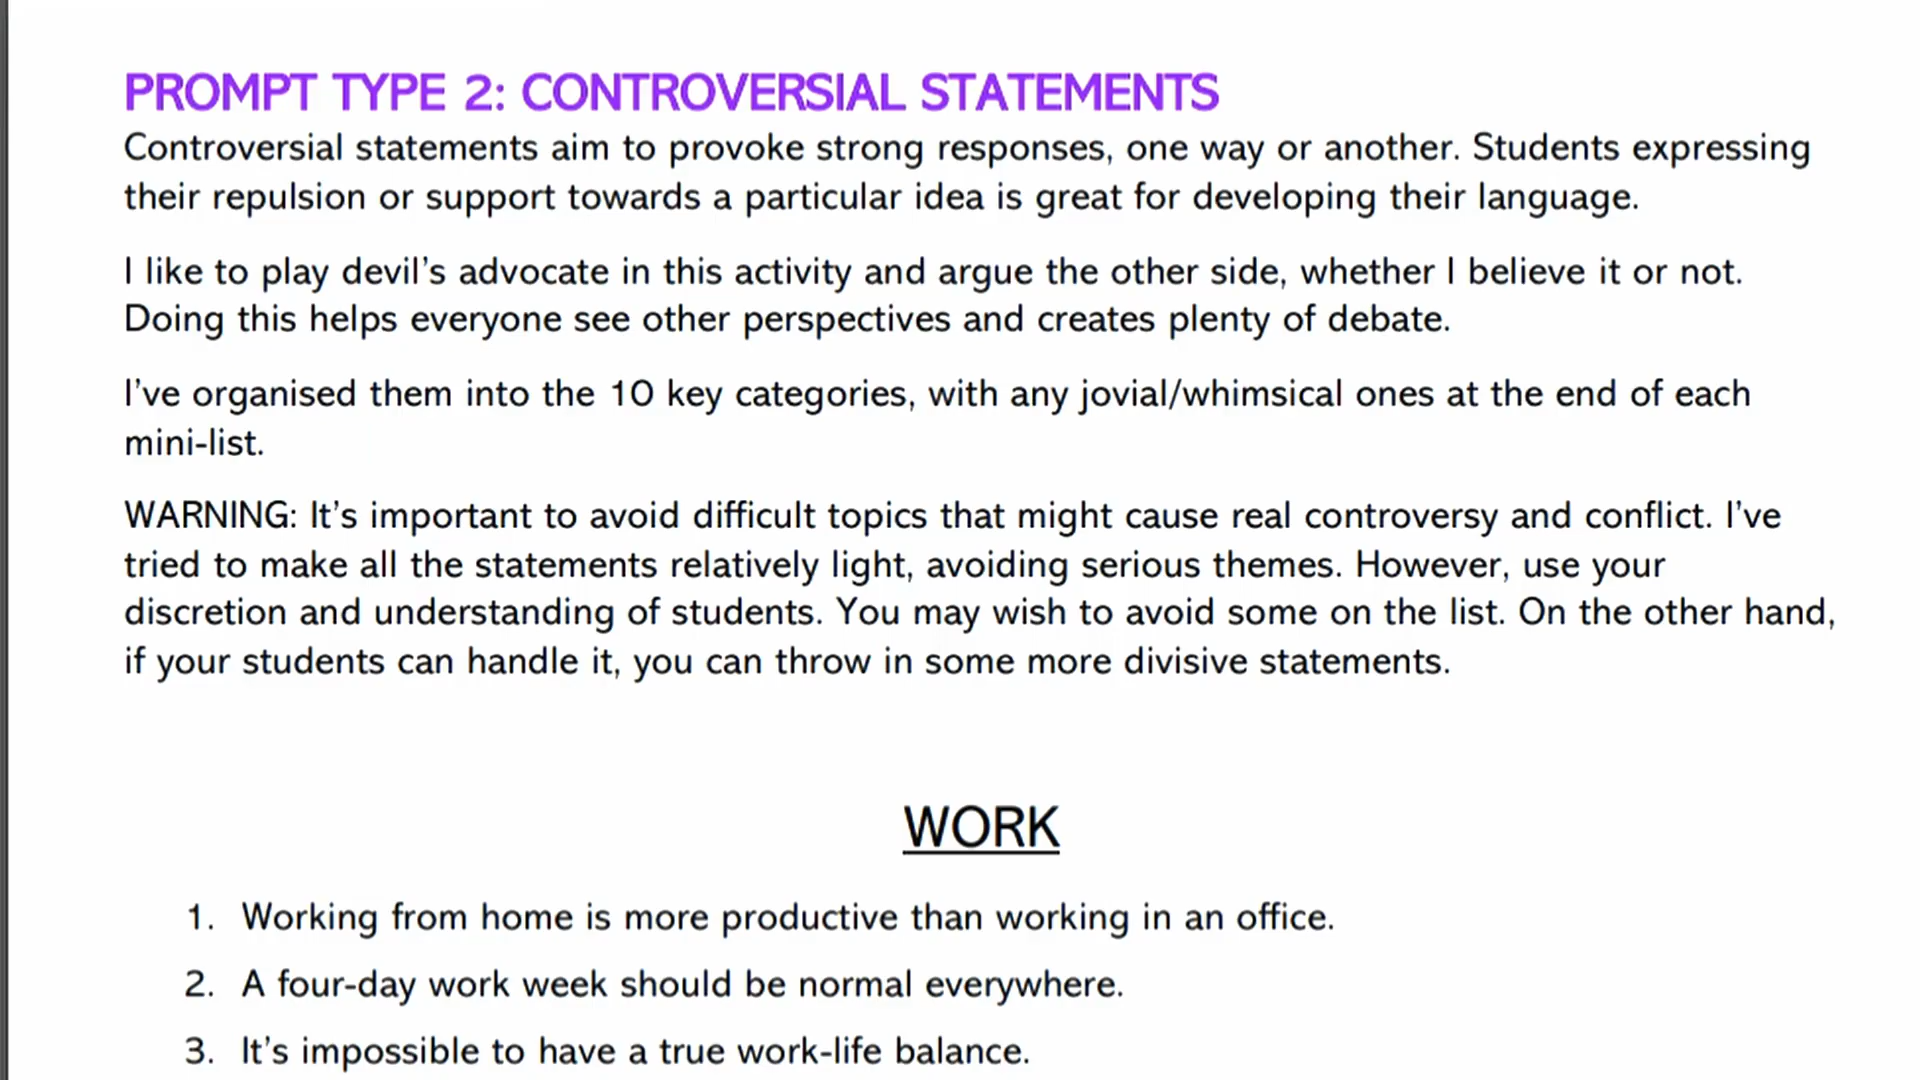 PROMPT TYPE 2: CONTROVERSIAL STATEMENTS
Controversial statements aim to provoke strong responses, one way or another. Students expressing
their repulsion or support towards a particular idea is great for developing their language.
I like to play devil’s advocate in this activity and argue the other side, whether I believe it or not.
Doing this helps everyone see other perspectives and creates plenty of debate.
I’ve organised them into the 10 key categories, with any jovial/whimsical ones at the end of each
mini-list.
WARNING: It’s important to avoid difficult topics that might cause real controversy and conflict. I’ve
tried to make all the statements relatively light, avoiding serious themes. However, use your
discretion and understanding of students. You may wish to avoid some on the list. On the other hand,
if your students can handle it, you can throw in some more divisive statements.
WORK
1. Working from home is more productive than working in an office.
2. A four-day work week should be normal everywhere.
3. It’s impossible to have a true work-life balance.